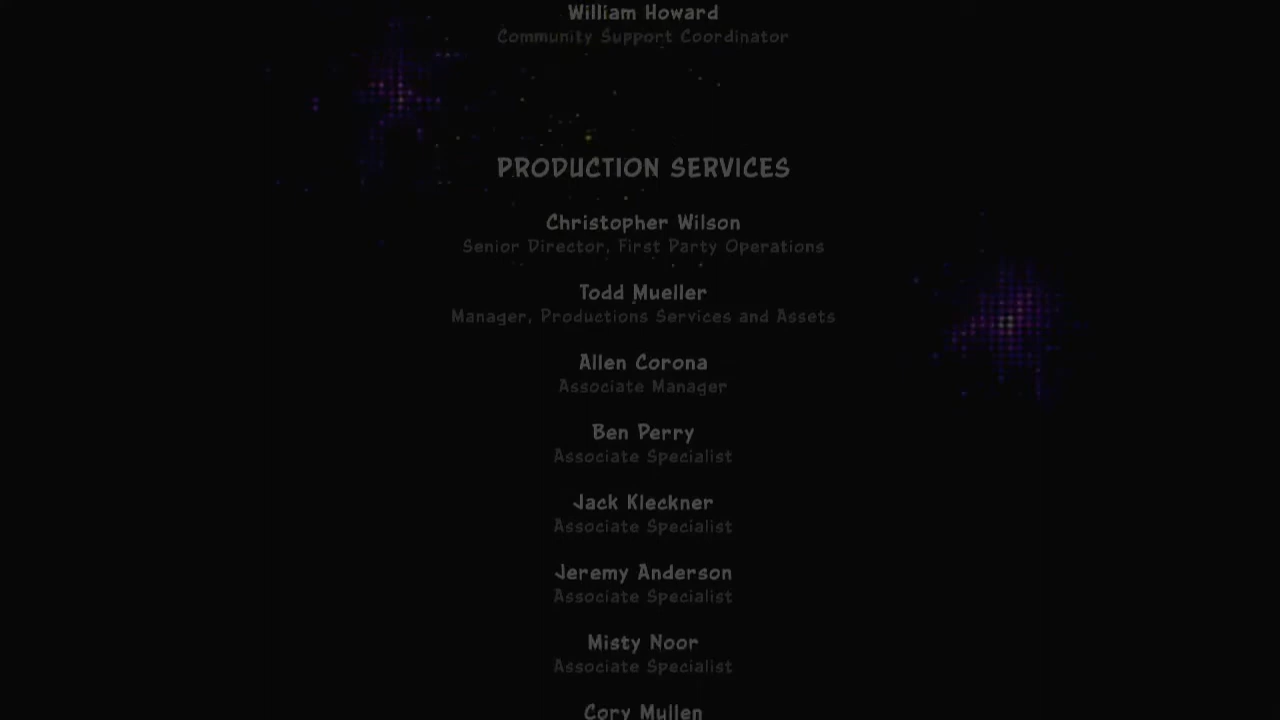 William Howard
Community Support Coordinator
PRODUCTION SERVICES
Christopher Wilson
Senior Director, First Party Operations
Todd Mueller
Manager, Productions Services and Assets
Allen Corona
Associate Manager
Ben Perry
Associate Specialist
Jack Kleckner
Associate Specialist
Jeremy Anderson
Associate Specialist
Misty Noor
Associate Specialist
Cory Mullen